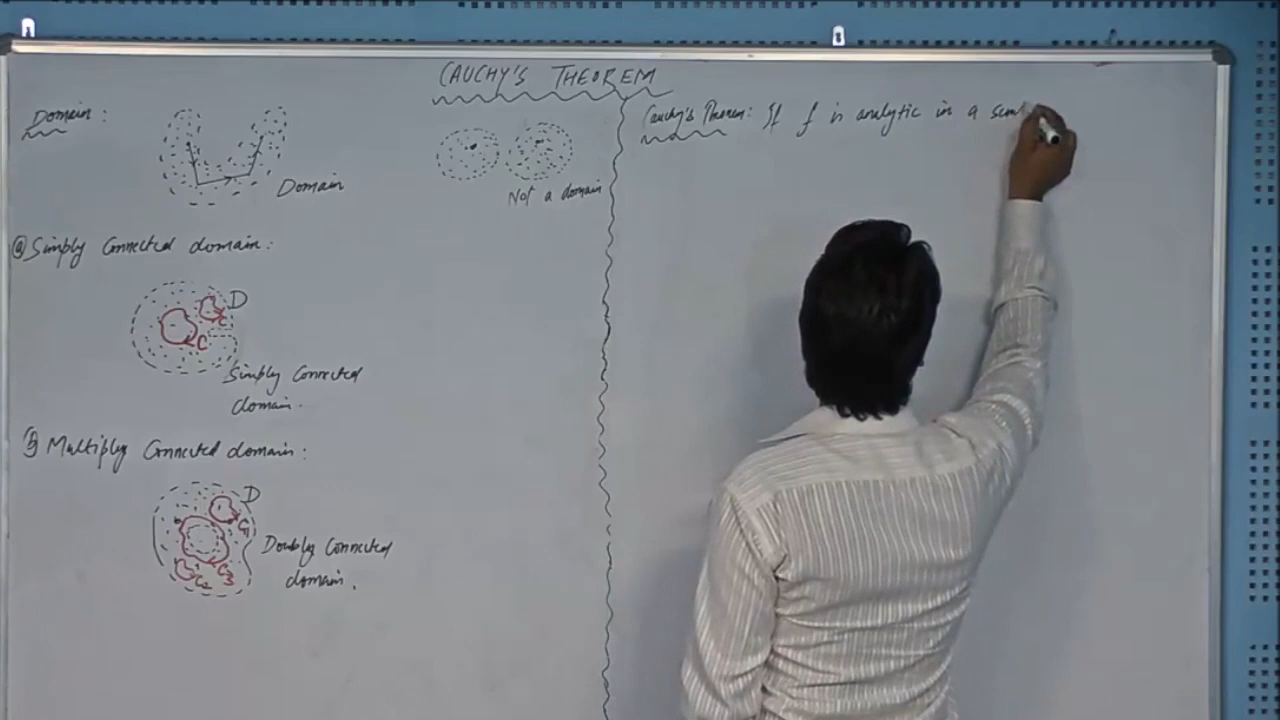 CAUCHY'S THEOREM
Domain:
Domain
Not a domain
ⓐ Simply Connected domain:
D
C
C
Simply Connected
domain.
ⓑ Multiply Connected domain:
D
C1
C2
C3
Doubly Connected
domain.
Cauchy's Theorem: If f is analytic in a